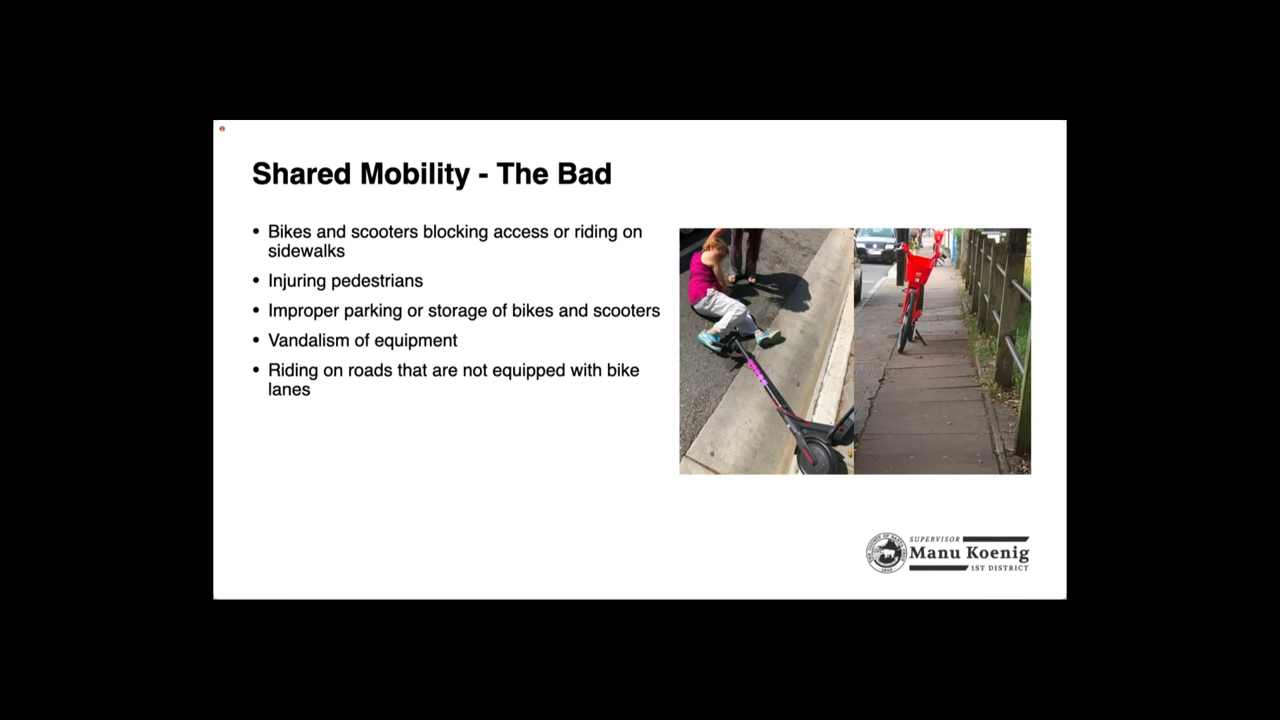 Shared Mobility - The Bad
• Bikes and scooters blocking access or riding on
sidewalks
• Injuring pedestrians
• Improper parking or storage of bikes and scooters
• Vandalism of equipment
• Riding on roads that are not equipped with bike
lanes
SUPERVISOR
Manu Koenig
1ST DISTRICT